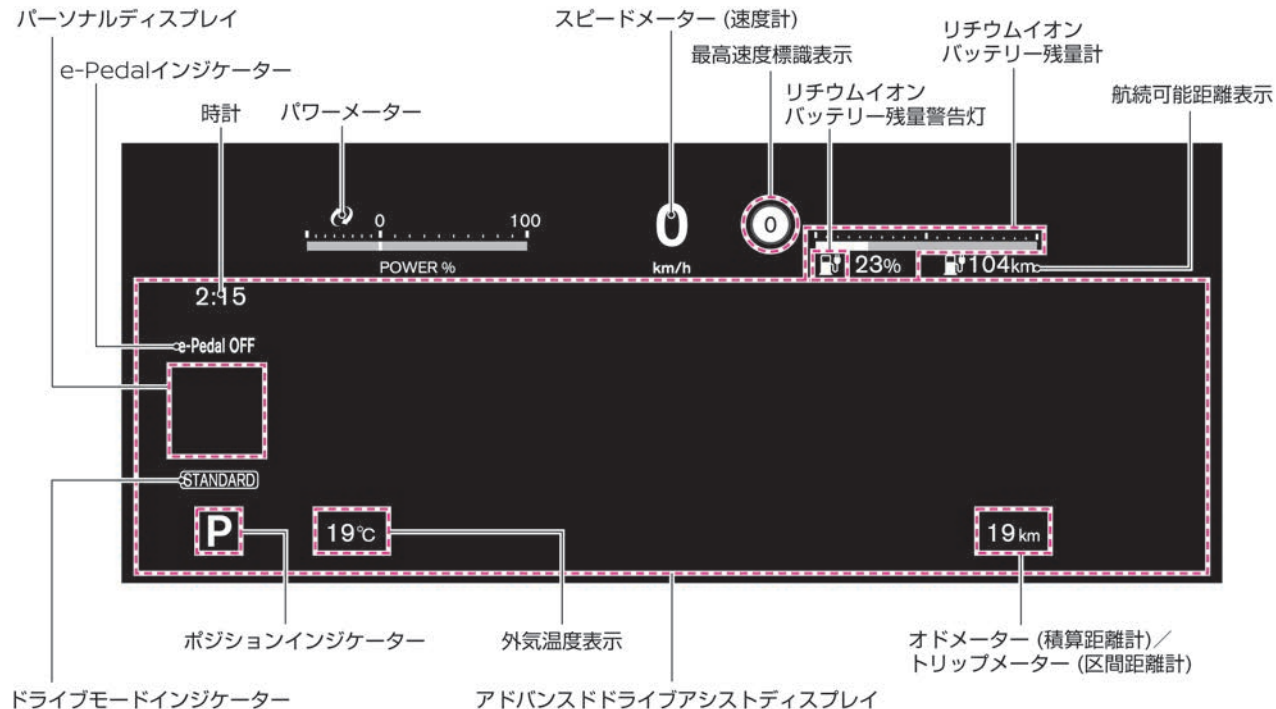 パーソナルディスプレイ
スピードメーター (速度計)
リチウムイオン
バッテリー残量計
最高速度標識表示
e-Pedalインジケーター
リチウムイオン
バッテリー残量警告灯
航続可能距離表示
時計
パワーメーター
0
100
POWER %
0
km/h
0
23%
104km
2:15
e-Pedal OFF
STANDARD
P
19℃
19 km
ポジションインジケーター
外気温度表示
オドメーター (積算距離計)／
トリップメーター (区間距離計)
ドライブモードインジケーター
アドバンスドドライブアシストディスプレイ